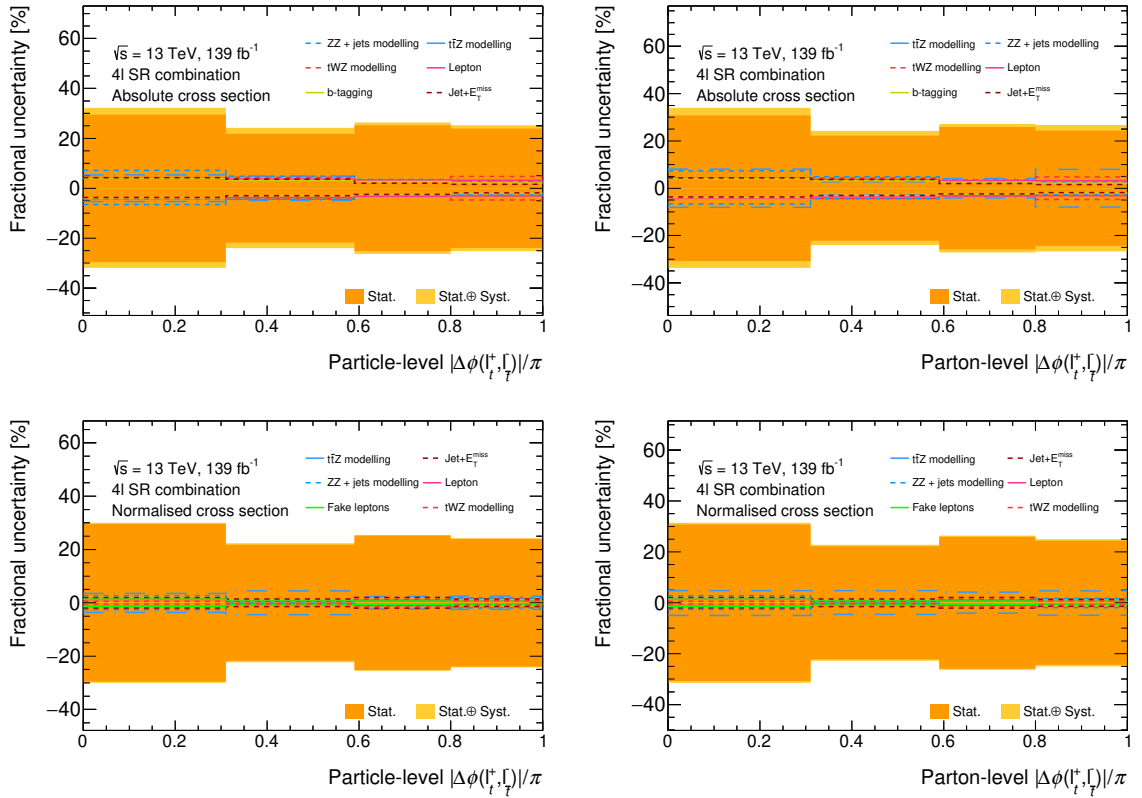 Fractional uncertainty [%]
√s = 13 TeV, 139 fb⁻¹
4l SR combination
Absolute cross section
ZZ + jets modelling
tt̄Z modelling
tWZ modelling
Lepton
b-tagging
Jet+E_T^miss
60
40
20
0
−20
−40
Stat.
Stat.⊕ Syst.
0 0.2 0.4 0.6 0.8 1
Particle-level |Δφ(l_t^+, l_t̄^-)|/π
Fractional uncertainty [%]
√s = 13 TeV, 139 fb⁻¹
4l SR combination
Absolute cross section
tt̄Z modelling
ZZ + jets modelling
tWZ modelling
Lepton
b-tagging
Jet+E_T^miss
60
40
20
0
−20
−40
Stat.
Stat.⊕ Syst.
0 0.2 0.4 0.6 0.8 1
Parton-level |Δφ(l_t^+, l_t̄^-)|/π
Fractional uncertainty [%]
√s = 13 TeV, 139 fb⁻¹
4l SR combination
Normalised cross section
tt̄Z modelling
Jet+E_T^miss
ZZ + jets modelling
Lepton
Fake leptons
tWZ modelling
60
40
20
0
−20
−40
Stat.
Stat.⊕ Syst.
0 0.2 0.4 0.6 0.8 1
Particle-level |Δφ(l_t^+, l_t̄^-)|/π
Fractional uncertainty [%]
√s = 13 TeV, 139 fb⁻¹
4l SR combination
Normalised cross section
tt̄Z modelling
Jet+E_T^miss
ZZ + jets modelling
Lepton
Fake leptons
tWZ modelling
60
40
20
0
−20
−40
Stat.
Stat.⊕ Syst.
0 0.2 0.4 0.6 0.8 1
Parton-level |Δφ(l_t^+, l_t̄^-)|/π